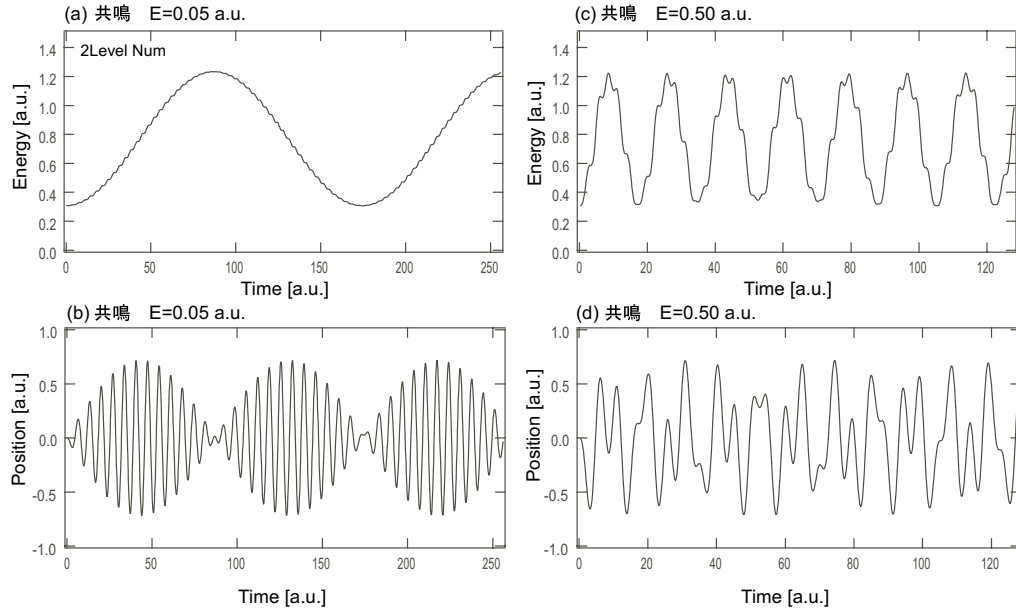 (a) 共鳴 E=0.05 a.u.
2Level Num
Energy [a.u.]
1.4
1.2
1.0
0.8
0.6
0.4
0.2
0.0
0 50 100 150 200 250
Time [a.u.]
(c) 共鳴 E=0.50 a.u.
Energy [a.u.]
1.4
1.2
1.0
0.8
0.6
0.4
0.2
0.0
0 20 40 60 80 100 120
Time [a.u.]
(b) 共鳴 E=0.05 a.u.
Position [a.u.]
1.0
0.5
0.0
-0.5
-1.0
0 50 100 150 200 250
Time [a.u.]
(d) 共鳴 E=0.50 a.u.
Position [a.u.]
1.0
0.5
0.0
-0.5
-1.0
0 20 40 60 80 100 120
Time [a.u.]